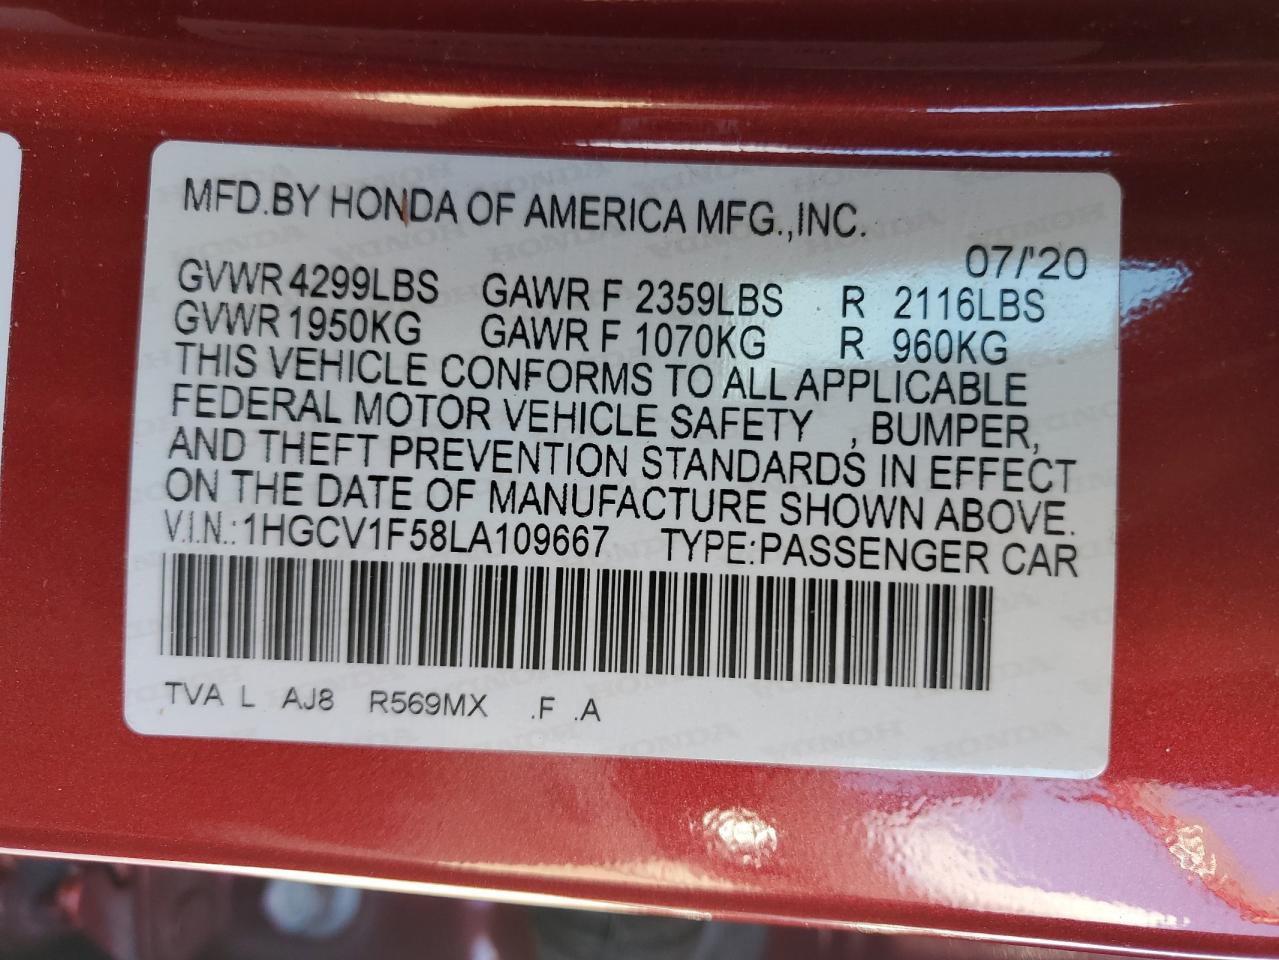 MFD.BY HONDA OF AMERICA MFG.,INC.
07/'20
GVWR 4299LBS GAWR F 2359LBS R 2116LBS
GVWR 1950KG GAWR F 1070KG R 960KG
THIS VEHICLE CONFORMS TO ALL APPLICABLE
FEDERAL MOTOR VEHICLE SAFETY , BUMPER,
AND THEFT PREVENTION STANDARDS IN EFFECT
ON THE DATE OF MANUFACTURE SHOWN ABOVE.
V.I.N.: 1HGCV1F58LA109667 TYPE:PASSENGER CAR
TVA L AJ8 R569MX .F .A